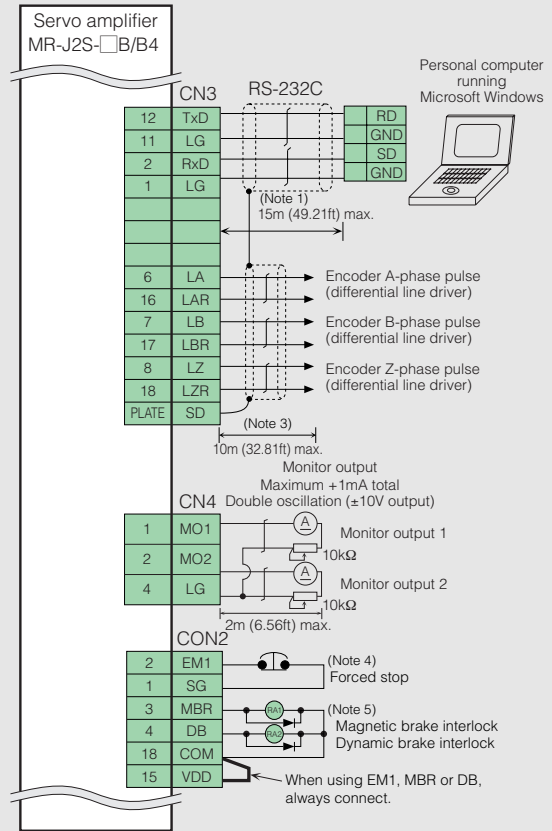 Servo amplifier
MR-J2S-□B/B4
CN3
RS-232C
Personal computer
running
Microsoft Windows
12 TxD RD
11 LG GND
2 RxD SD
1 LG GND
(Note 1)
15m (49.21ft) max.
6 LA Encoder A-phase pulse
16 LAR (differential line driver)
7 LB Encoder B-phase pulse
17 LBR (differential line driver)
8 LZ Encoder Z-phase pulse
18 LZR (differential line driver)
PLATE SD
(Note 3)
10m (32.81ft) max.
Monitor output
Maximum +1mA total
Double oscillation (±10V output)
CN4
1 MO1 A Monitor output 1
10kΩ
2 MO2 A
4 LG Monitor output 2
10kΩ
2m (6.56ft) max.
CON2
2 EM1 (Note 4)
1 SG Forced stop
3 MBR RA1 (Note 5)
Magnetic brake interlock
4 DB RA2 Dynamic brake interlock
18 COM
15 VDD When using EM1, MBR or DB,
always connect.